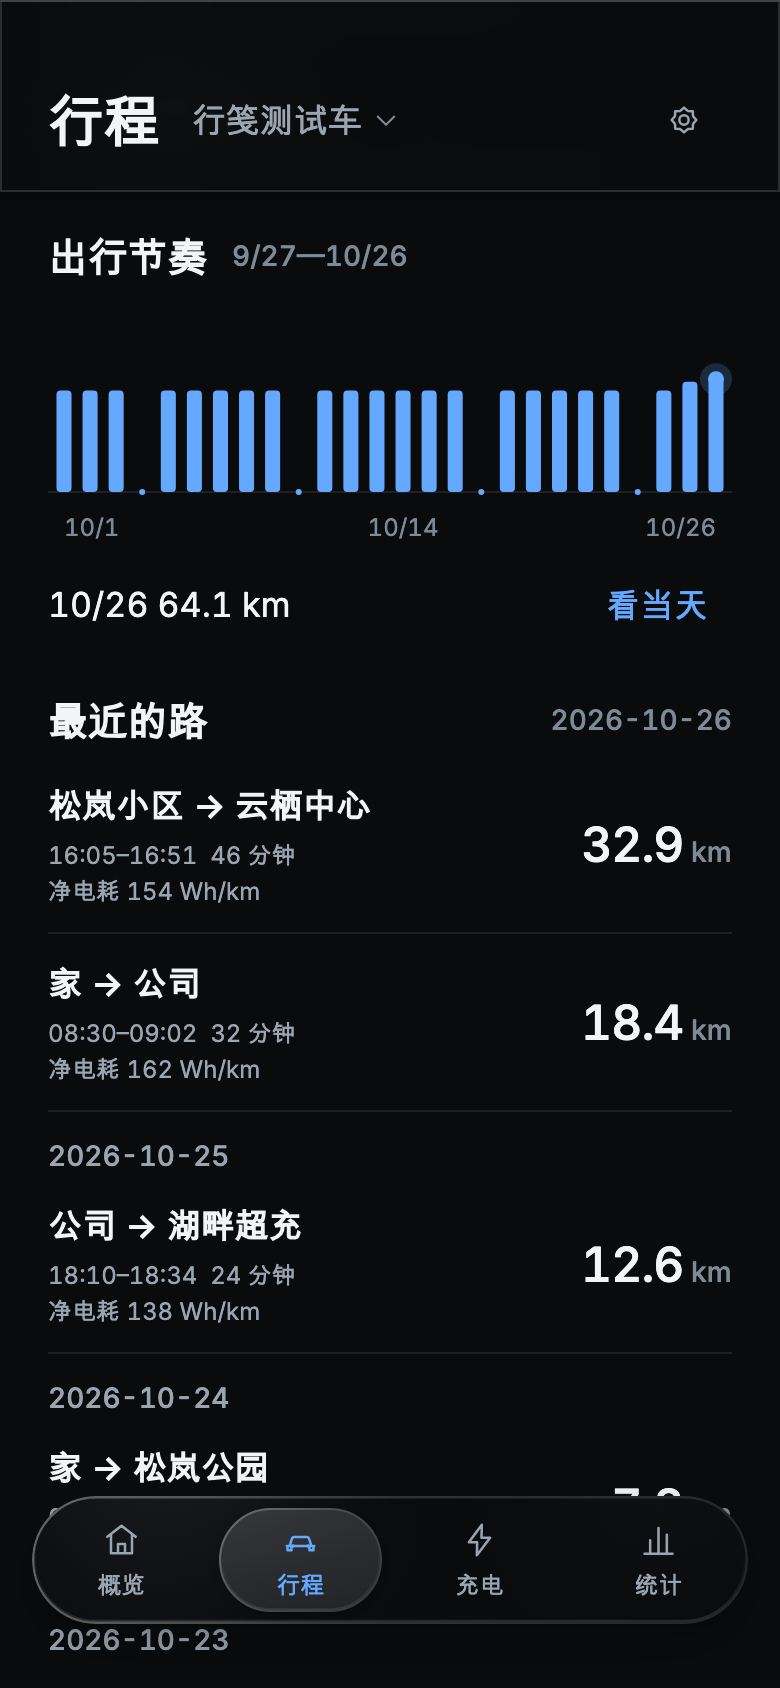 行程 行笺测试车
出行节奏 9/27—10/26
10/1 10/14 10/26
10/26 64.1 km 看当天
最近的路 2026-10-26
松岚小区 → 云栖中心
16:05–16:51 46 分钟
净电耗 154 Wh/km
32.9 km
家 → 公司
08:30–09:02 32 分钟
净电耗 162 Wh/km
18.4 km
2026-10-25
公司 → 湖畔超充
18:10–18:34 24 分钟
净电耗 138 Wh/km
12.6 km
2026-10-24
家 → 松岚公园
概览 行程 充电 统计
2026-10-23